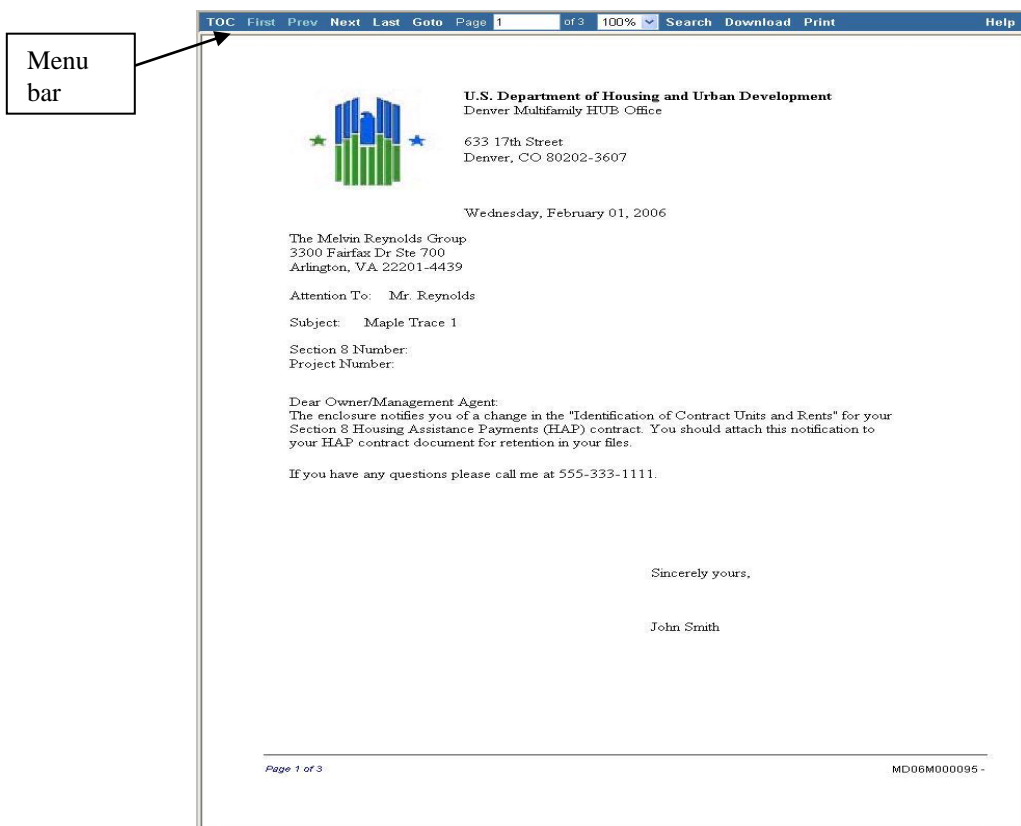 TOC First Prev Next Last Goto Page 1 of 3 100% Search Download Print Help
Menu
bar
U.S. Department of Housing and Urban Development
Denver Multifamily HUB Office
633 17th Street
Denver, CO 80202-3607
Wednesday, February 01, 2006
The Melvin Reynolds Group
3300 Fairfax Dr Ste 700
Arlington, VA 22201-4439
Attention To: Mr. Reynolds
Subject: Maple Trace 1
Section 8 Number:
Project Number:
Dear Owner/Management Agent:
The enclosure notifies you of a change in the "Identification of Contract Units and Rents" for your
Section 8 Housing Assistance Payments (HAP) contract. You should attach this notification to
your HAP contract document for retention in your files.
If you have any questions please call me at 555-333-1111.
Sincerely yours,
John Smith
Page 1 of 3 MD06M000095 -